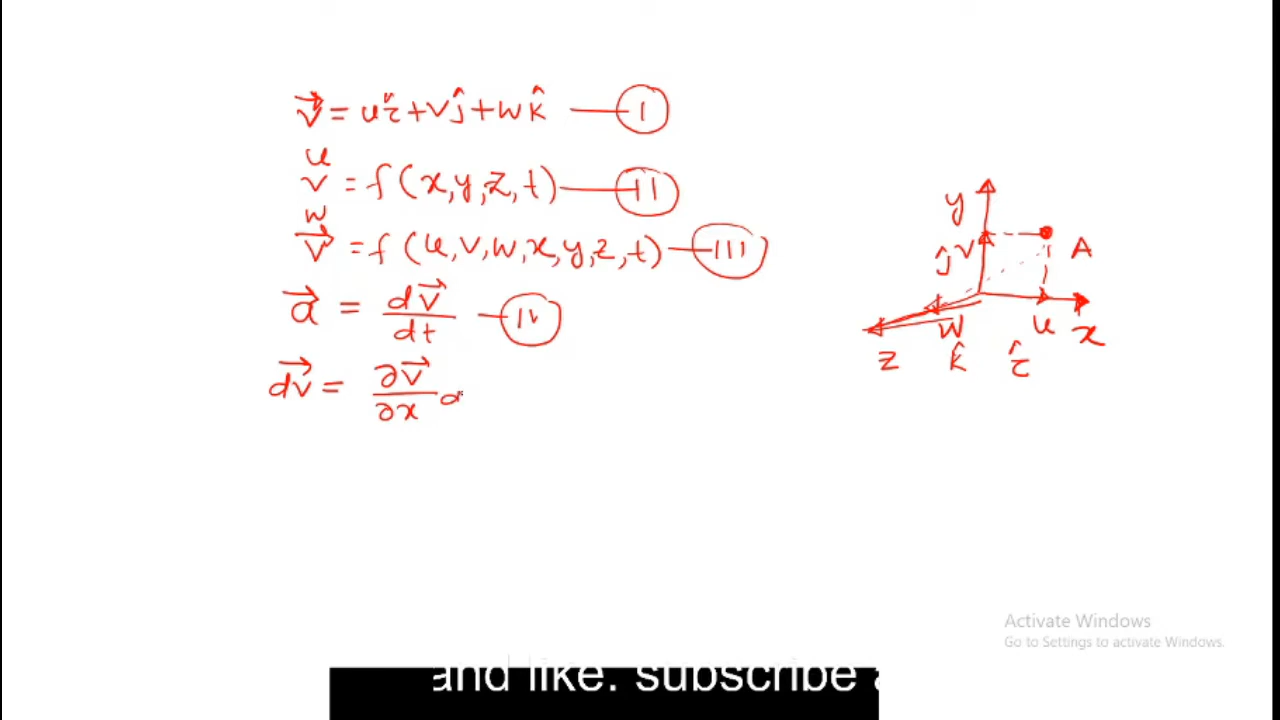 V⃗ = uî + vĵ + wk̂ — I
u
v = f(x, y, z, t) — II
w
V⃗ = f(u, v, w, x, y, z, t) — III
a⃗ = dV⃗/dt — IV
dV⃗ = ∂V⃗/∂x d
y
A
ĵ v
w u x
z k̂ î
Activate Windows
Go to Settings to activate Windows.
and like. subscribe